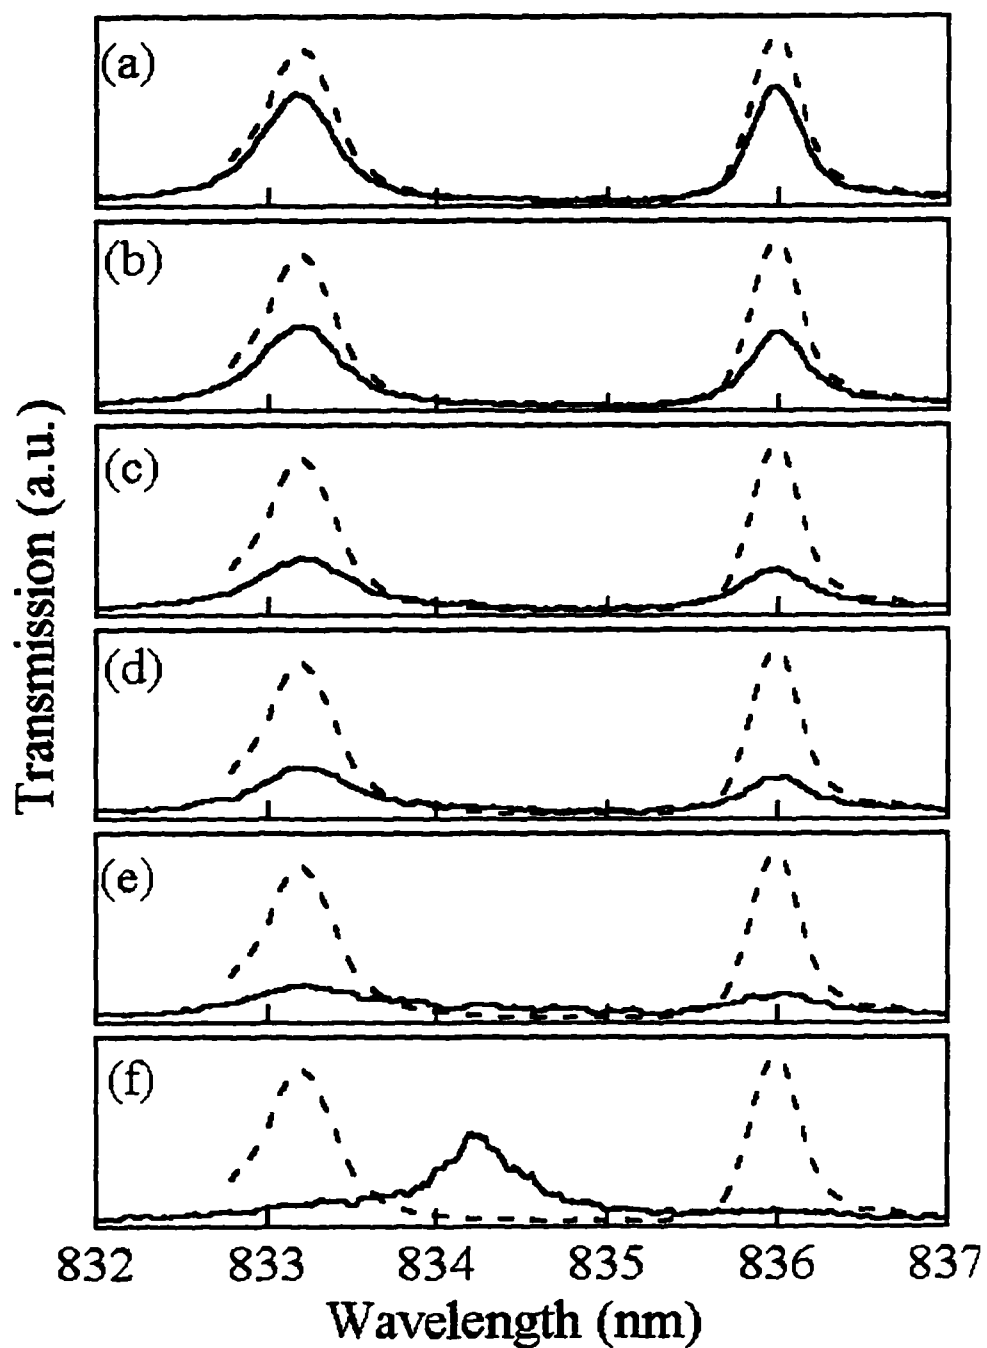 (a)
(b)
(c)
(d)
(e)
(f)
Transmission (a.u.)
832 833 834 835 836 837
Wavelength (nm)